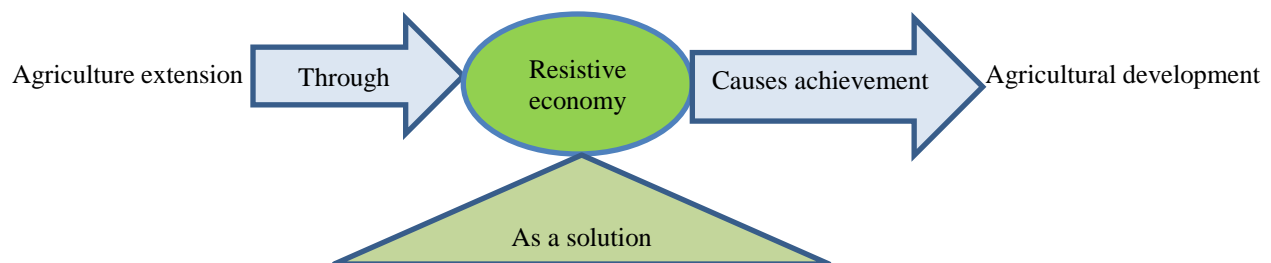 Agriculture extension
Through
Resistive
economy
Causes achievement
Agricultural development
As a solution